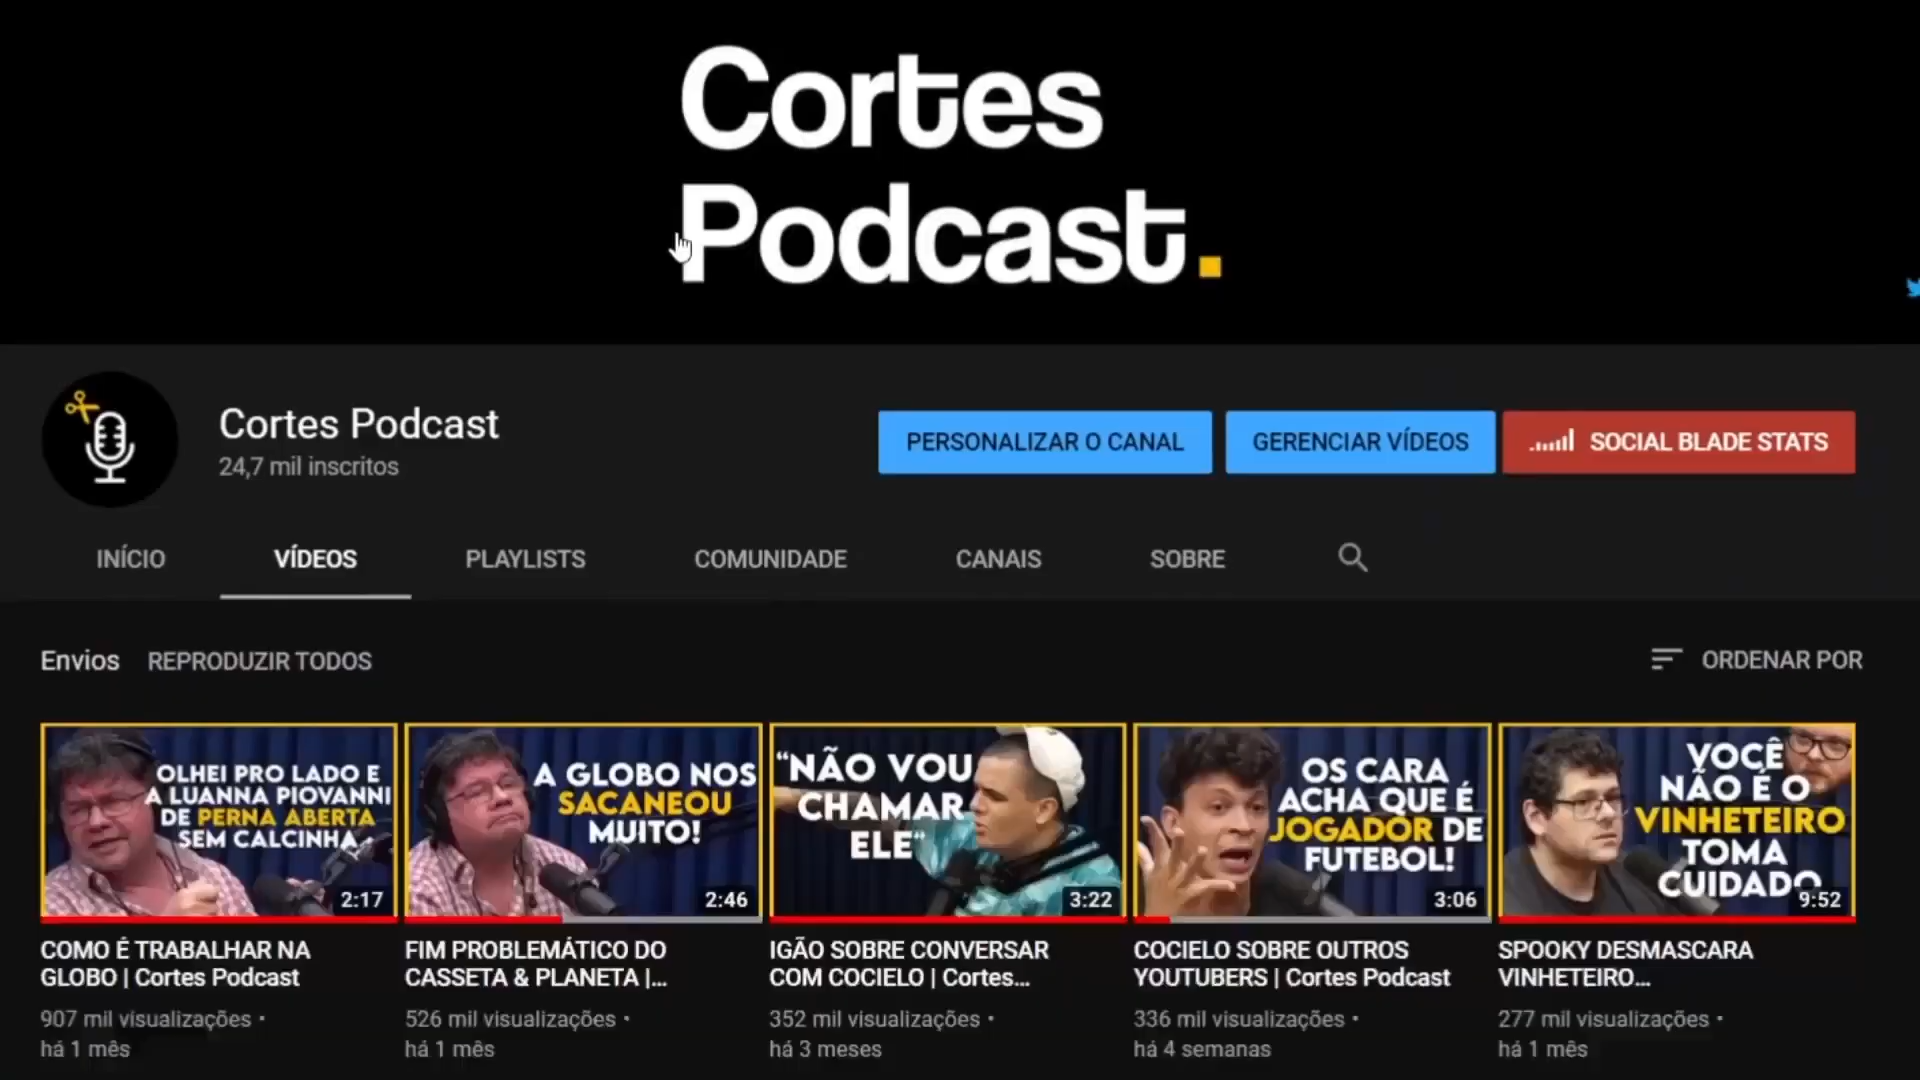 Cortes
Podcast.
Cortes Podcast
24,7 mil inscritos
PERSONALIZAR O CANAL
GERENCIAR VÍDEOS
SOCIAL BLADE STATS
INÍCIO
VÍDEOS
PLAYLISTS
COMUNIDADE
CANAIS
SOBRE
Envios
REPRODUZIR TODOS
ORDENAR POR
OLHEI PRO LADO E
A LUANNA PIOVANNI
DE PERNA ABERTA
SEM CALCINHA
2:17
COMO É TRABALHAR NA
GLOBO | Cortes Podcast
907 mil visualizações •
há 1 mês
A GLOBO NOS
SACANEOU
MUITO!
2:46
FIM PROBLEMÁTICO DO
CASSETA & PLANETA |...
526 mil visualizações •
há 1 mês
“NÃO VOU
CHAMAR
ELE“
3:22
IGÃO SOBRE CONVERSAR
COM COCIELO | Cortes...
352 mil visualizações •
há 3 meses
OS CARA
ACHA QUE É
JOGADOR DE
FUTEBOL!
3:06
COCIELO SOBRE OUTROS
YOUTUBERS | Cortes Podcast
336 mil visualizações •
há 4 semanas
VOCÊ
NÃO É O
VINHETEIRO
TOMA
CUIDADO
9:52
SPOOKY DESMASCARA
VINHETEIRO...
277 mil visualizações •
há 1 mês